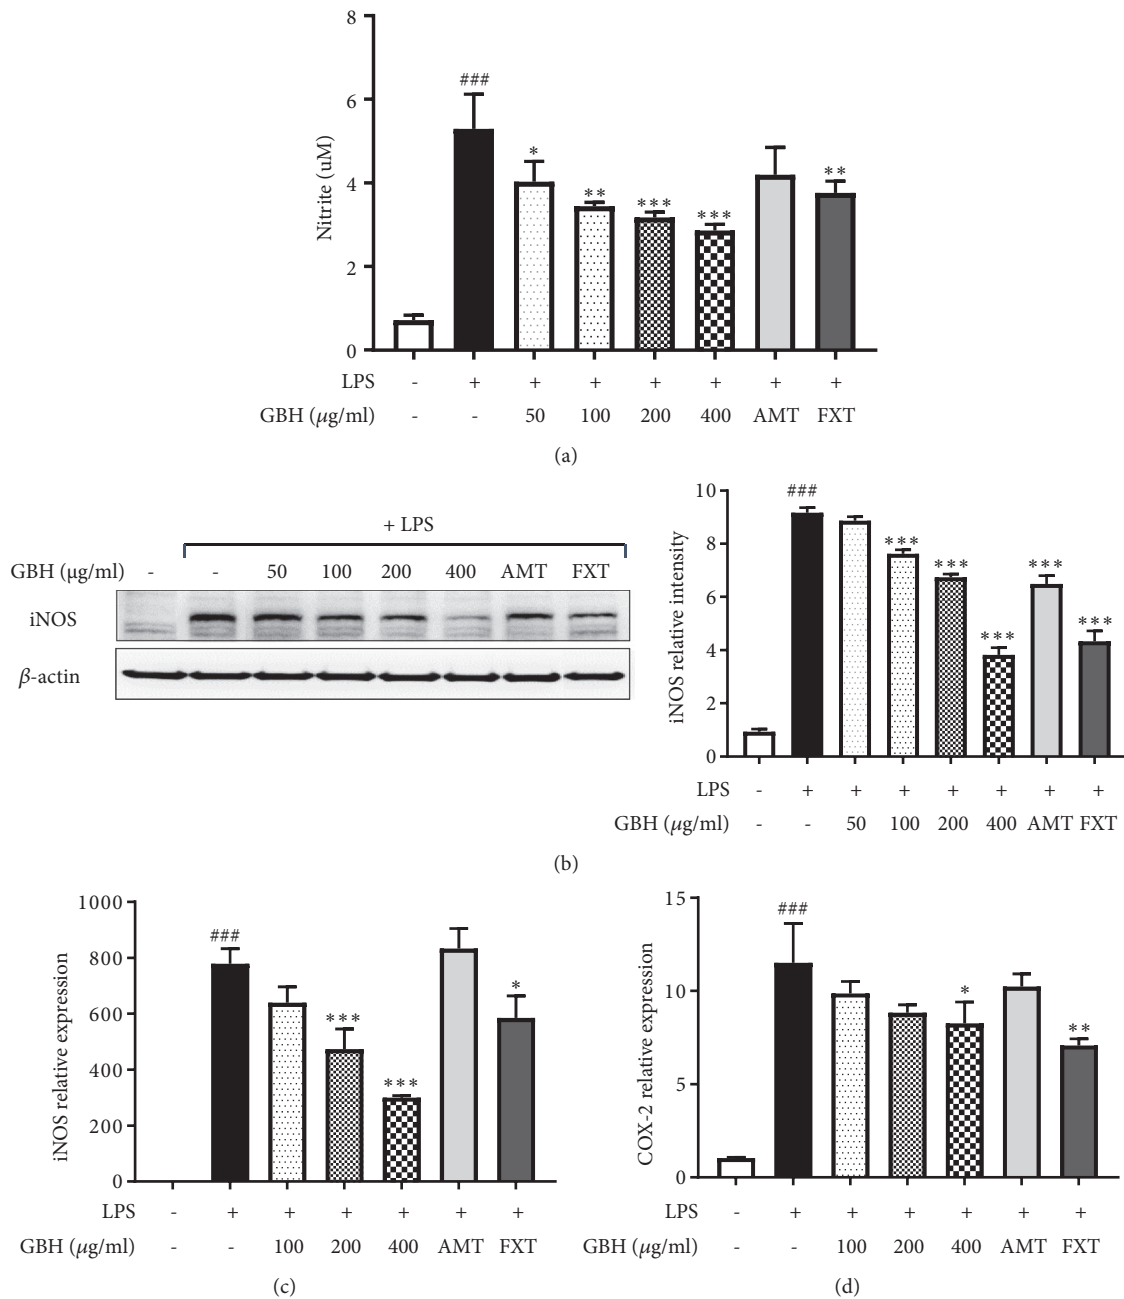 8
###
6
*
**
***
***
**
4
2
0
Nitrite (uM)
LPS - + + + + + + +
GBH (μg/ml) - - 50 100 200 400 AMT FXT
(a)
+ LPS
GBH (μg/ml) - - 50 100 200 400 AMT FXT
iNOS
β-actin
10
###
8
***
***
***
***
***
6
4
2
0
iNOS relative intensity
LPS - + + + + + + +
GBH (μg/ml) - - 50 100 200 400 AMT FXT
(b)
1000
###
800
***
***
*
600
400
200
0
iNOS relative expression
LPS - + + + + + +
GBH (μg/ml) - - 100 200 400 AMT FXT
(c)
15
###
10
*
**
5
0
COX-2 relative expression
LPS - + + + + + +
GBH (μg/ml) - - 100 200 400 AMT FXT
(d)